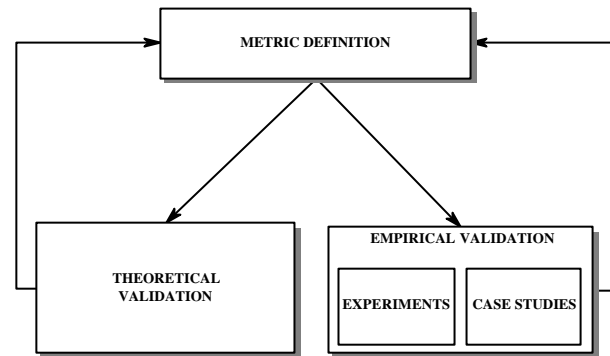 METRIC DEFINITION
THEORETICAL
VALIDATION
EMPIRICAL VALIDATION
EXPERIMENTS
CASE STUDIES